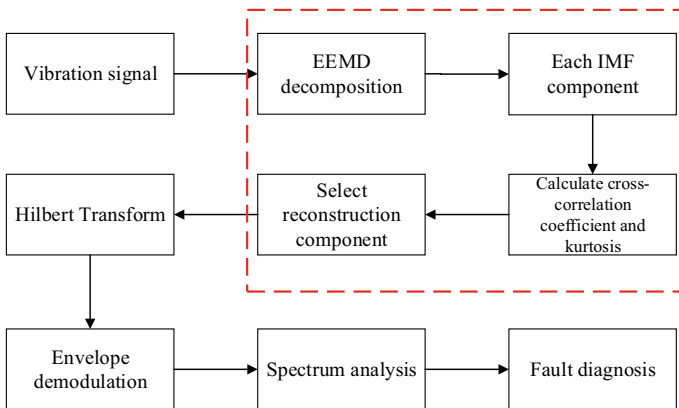 Vibration signal
EEMD
decomposition
Each IMF
component
Hilbert Transform
Select
reconstruction
component
Calculate cross-
correlation
coefficient and
kurtosis
Envelope
demodulation
Spectrum analysis
Fault diagnosis